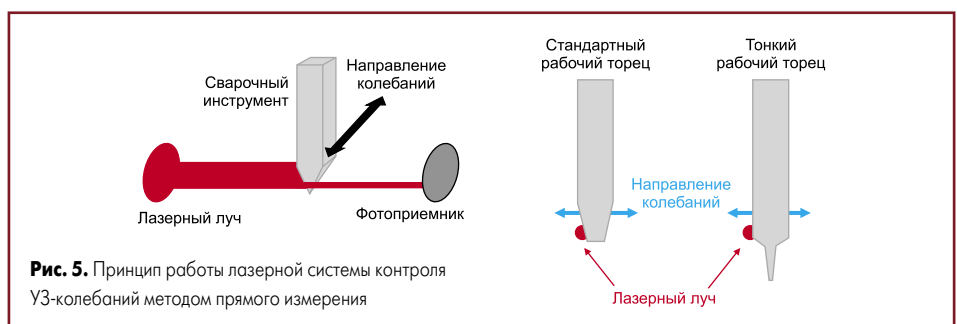 Сварочный
инструмент
Направление
колебаний
Лазерный луч
Фотоприемник
Рис. 5. Принцип работы лазерной системы контроля
УЗ-колебаний методом прямого измерения
Стандартный
рабочий торец
Тонкий
рабочий торец
Направление
колебаний
Лазерный луч